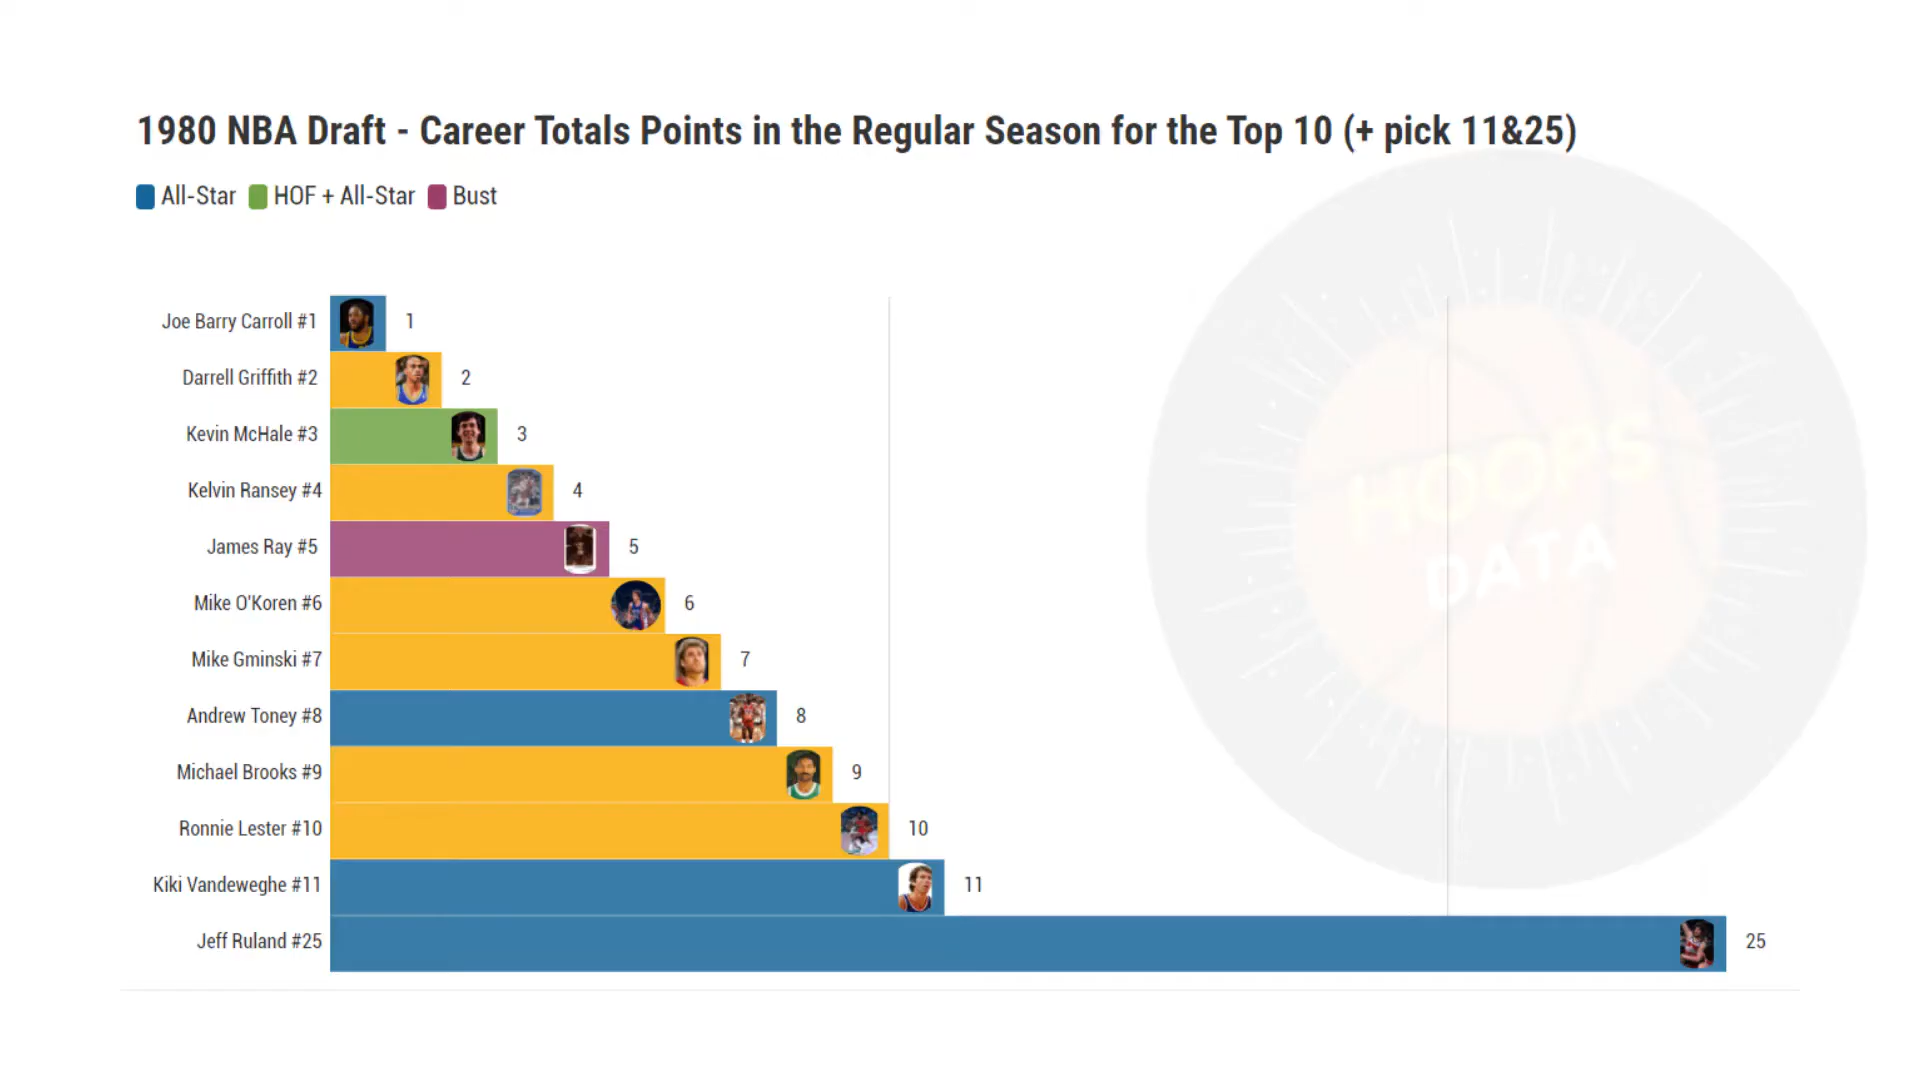 1980 NBA Draft - Career Totals Points in the Regular Season for the Top 10 (+ pick 11&25)
All-Star HOF + All-Star Bust
Joe Barry Carroll #1 1
Darrell Griffith #2 2
Kevin McHale #3 3
Kelvin Ransey #4 4
James Ray #5 5
Mike O'Koren #6 6
Mike Gminski #7 7
Andrew Toney #8 8
Michael Brooks #9 9
Ronnie Lester #10 10
Kiki Vandeweghe #11 11
Jeff Ruland #25 25
HOOPS
DATA